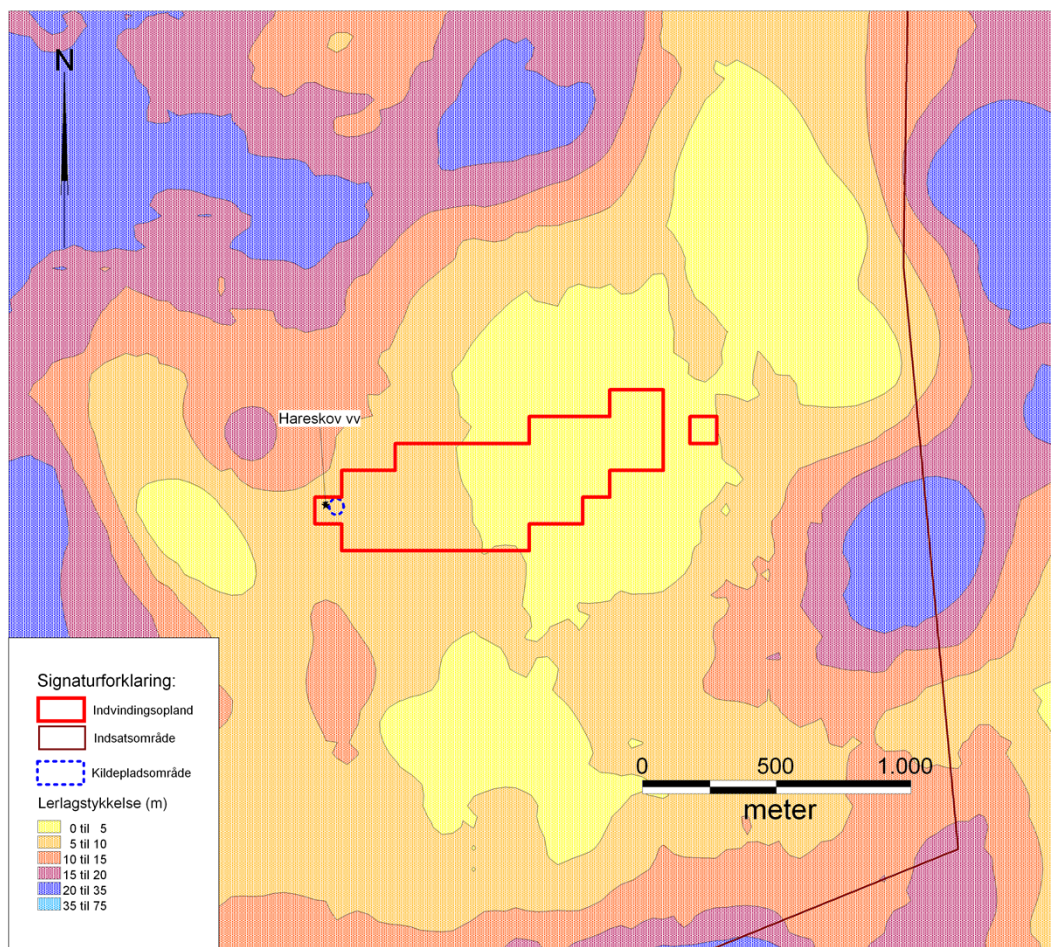 N
Hareskov vv
Signaturforklaring:
Indvindingsopland
Indsatsområde
Kildepladsområde
Lerlagstykkelse (m)
0 til 5
5 til 10
10 til 15
15 til 20
20 til 35
35 til 75
0 500 1.000
meter